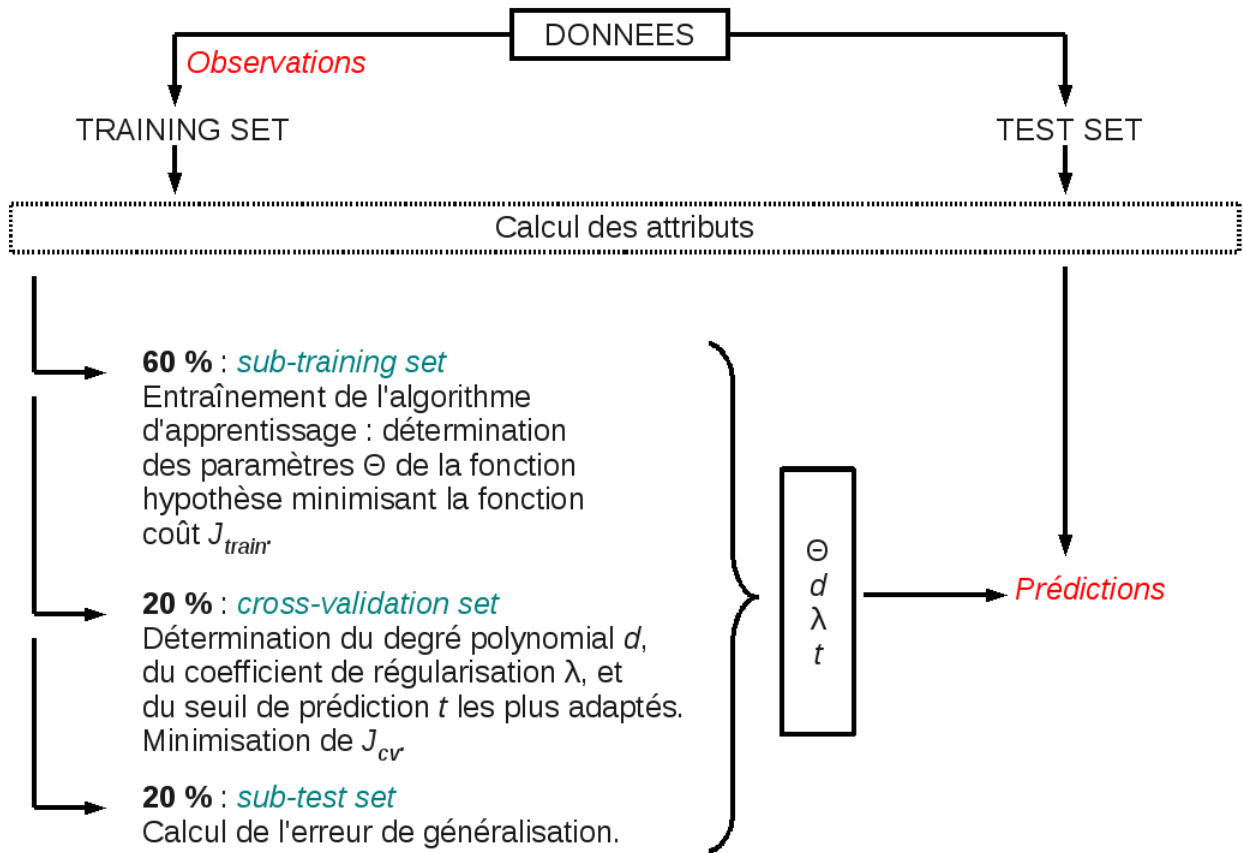 DONNEES
Observations
TRAINING SET
TEST SET
Calcul des attributs
60 % : sub-training set
Entraînement de l'algorithme
d'apprentissage : détermination
des paramètres Θ de la fonction
hypothèse minimisant la fonction
coût J_train.
20 % : cross-validation set
Détermination du degré polynomial d,
du coefficient de régularisation λ, et
du seuil de prédiction t les plus adaptés.
Minimisation de J_cv.
20 % : sub-test set
Calcul de l'erreur de généralisation.
Θ
d
λ
t
Prédictions